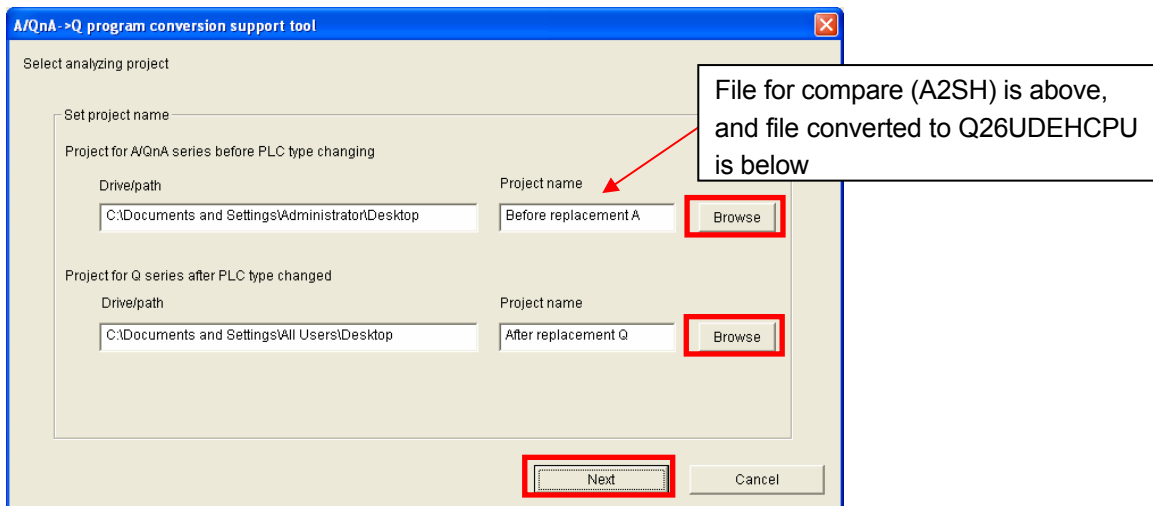 A/QnA->Q program conversion support tool
Select analyzing project
File for compare (A2SH) is above,
and file converted to Q26UDEHCPU
is below
Set project name
Project for A/QnA series before PLC type changing
Drive/path
Project name
C:\Documents and Settings\Administrator\Desktop
Before replacement A
Browse
Project for Q series after PLC type changed
Drive/path
Project name
C:\Documents and Settings\All Users\Desktop
After replacement Q
Browse
Next
Cancel